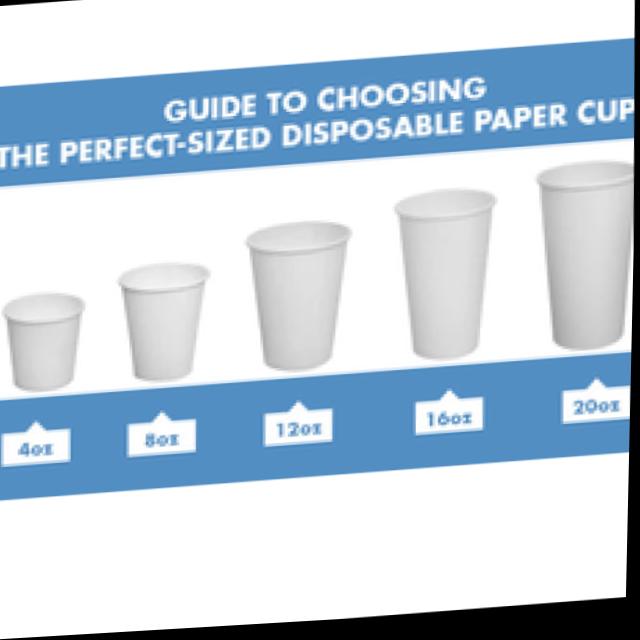 GUIDE TO CHOOSING
THE PERFECT-SIZED DISPOSABLE PAPER CUP
4oz
8oz
12oz
16oz
20oz